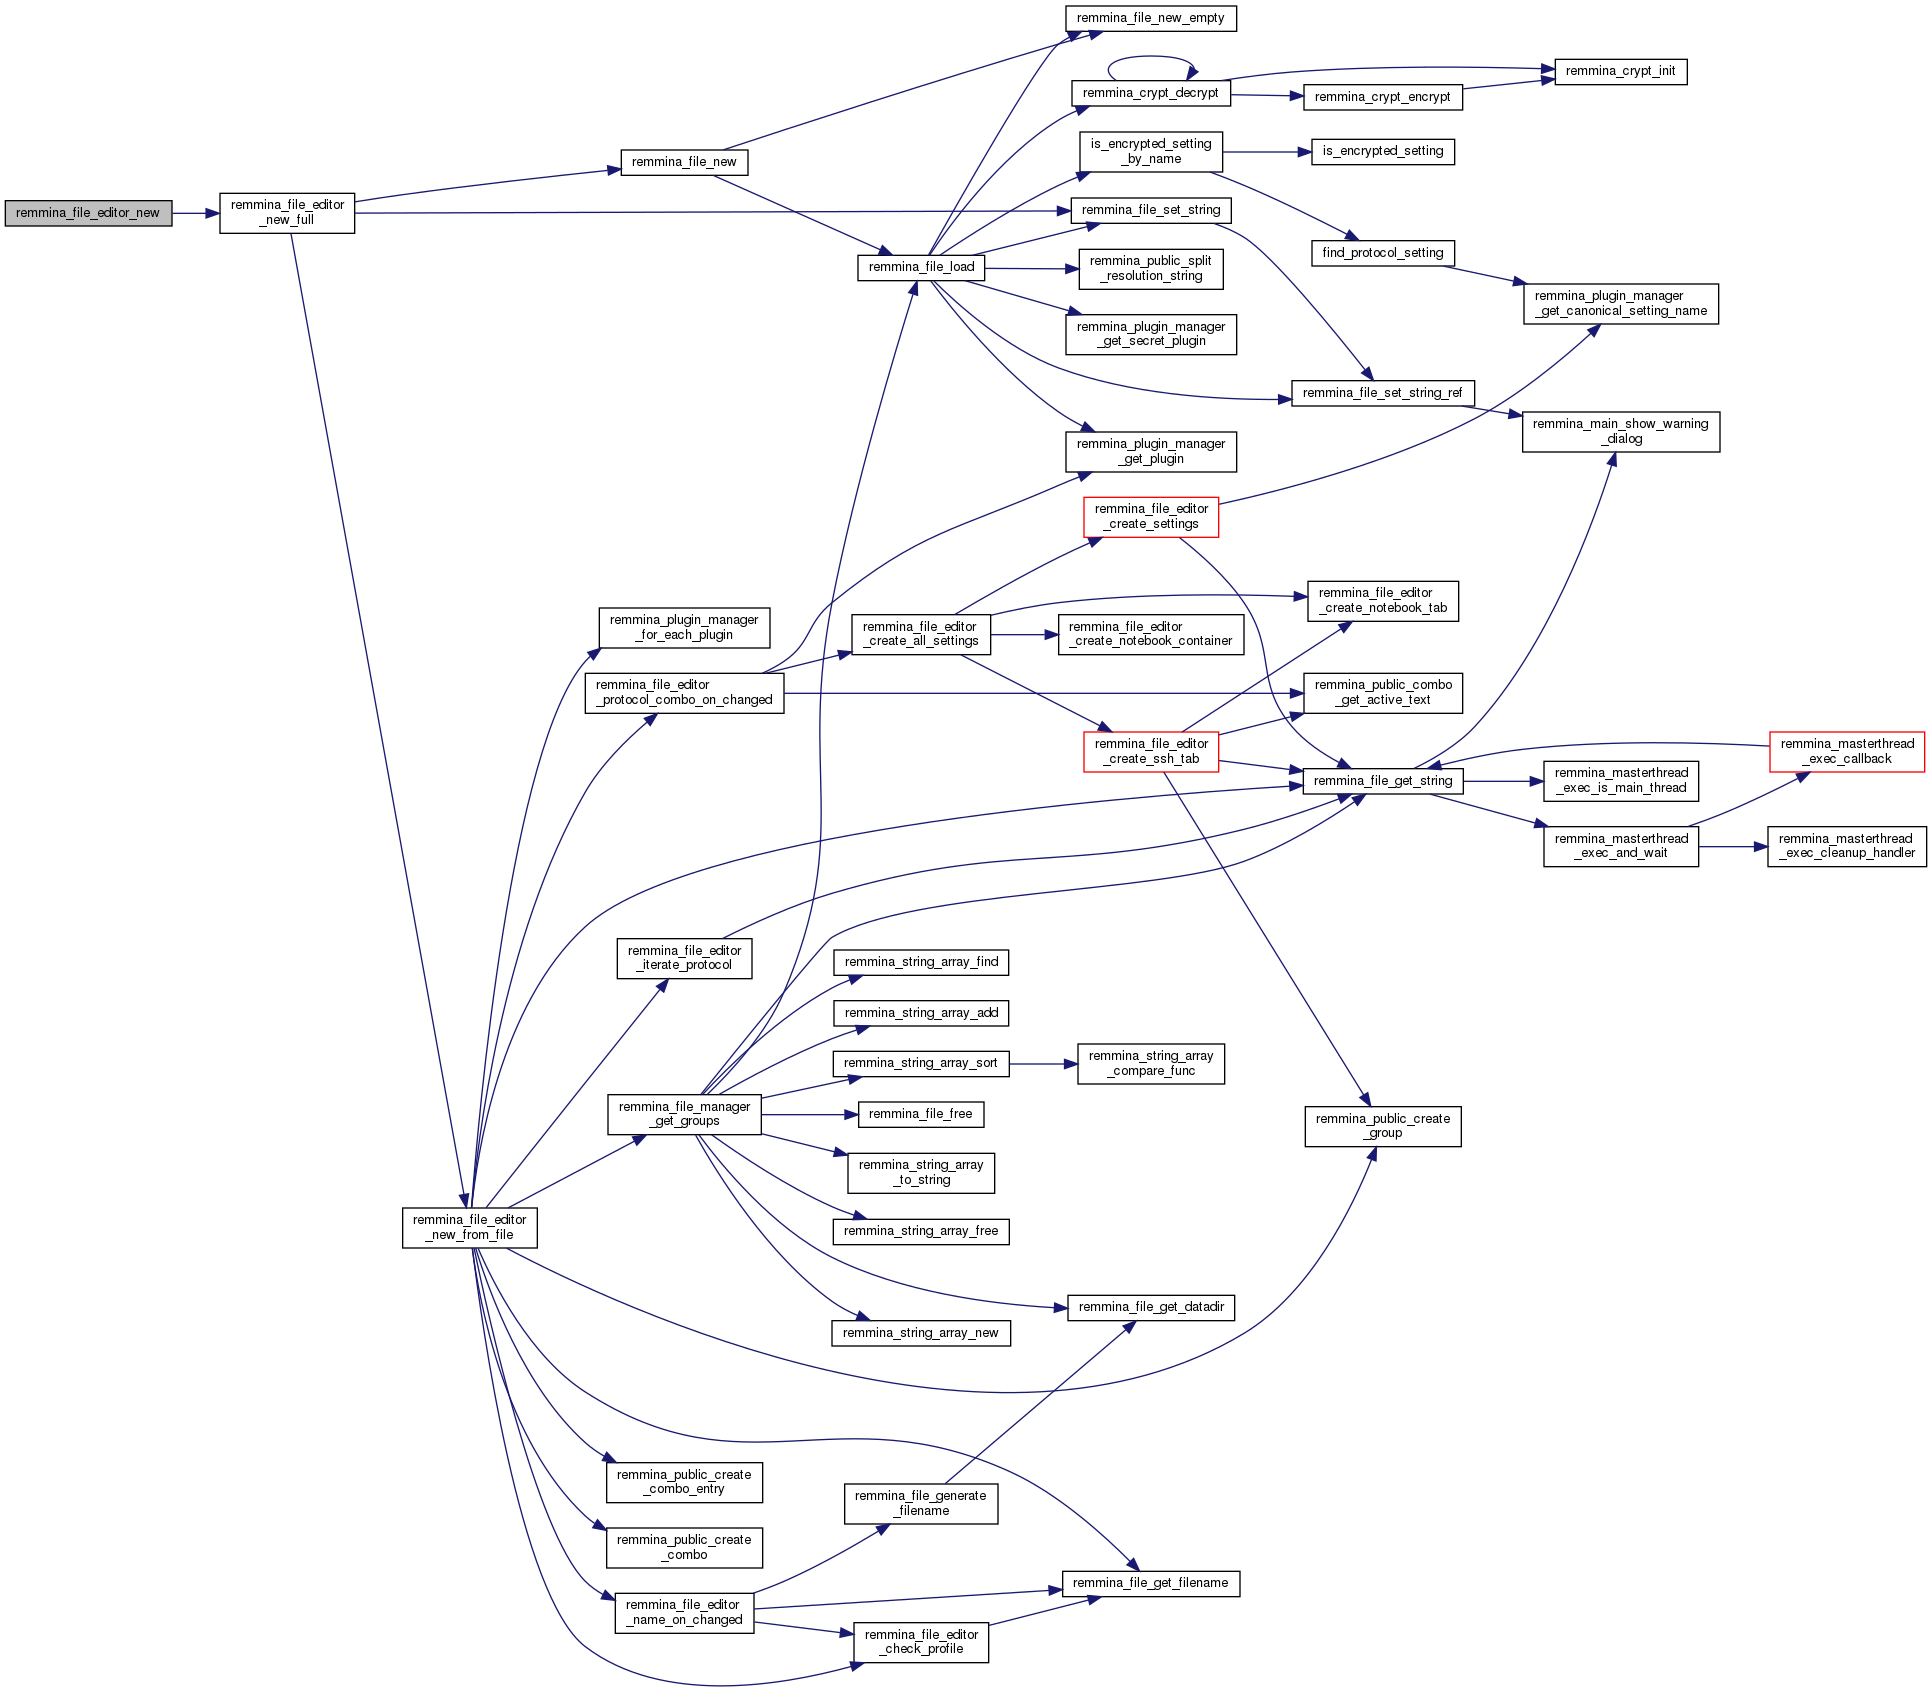 remmina_file_new_empty
remmina_crypt_init
remmina_crypt_decrypt
remmina_crypt_encrypt
is_encrypted_setting
_by_name
is_encrypted_setting
remmina_file_new
remmina_file_editor_new
remmina_file_editor
_new_full
remmina_file_set_string
find_protocol_setting
remmina_file_load
remmina_public_split
_resolution_string
remmina_plugin_manager
_get_canonical_setting_name
remmina_plugin_manager
_get_secret_plugin
remmina_file_set_string_ref
remmina_main_show_warning
_dialog
remmina_plugin_manager
_get_plugin
remmina_file_editor
_create_settings
remmina_file_editor
_create_notebook_tab
remmina_plugin_manager
_for_each_plugin
remmina_file_editor
_create_all_settings
remmina_file_editor
_create_notebook_container
remmina_file_editor
_protocol_combo_on_changed
remmina_public_combo
_get_active_text
remmina_file_editor
_create_ssh_tab
remmina_masterthread
_exec_callback
remmina_file_get_string
remmina_masterthread
_exec_is_main_thread
remmina_masterthread
_exec_and_wait
remmina_masterthread
_exec_cleanup_handler
remmina_file_editor
_iterate_protocol
remmina_string_array_find
remmina_string_array_add
remmina_string_array_sort
remmina_string_array
_compare_func
remmina_file_manager
_get_groups
remmina_file_free
remmina_public_create
_group
remmina_string_array
_to_string
remmina_file_editor
_new_from_file
remmina_string_array_free
remmina_file_get_datadir
remmina_string_array_new
remmina_public_create
_combo_entry
remmina_file_generate
_filename
remmina_public_create
_combo
remmina_file_get_filename
remmina_file_editor
_name_on_changed
remmina_file_editor
_check_profile